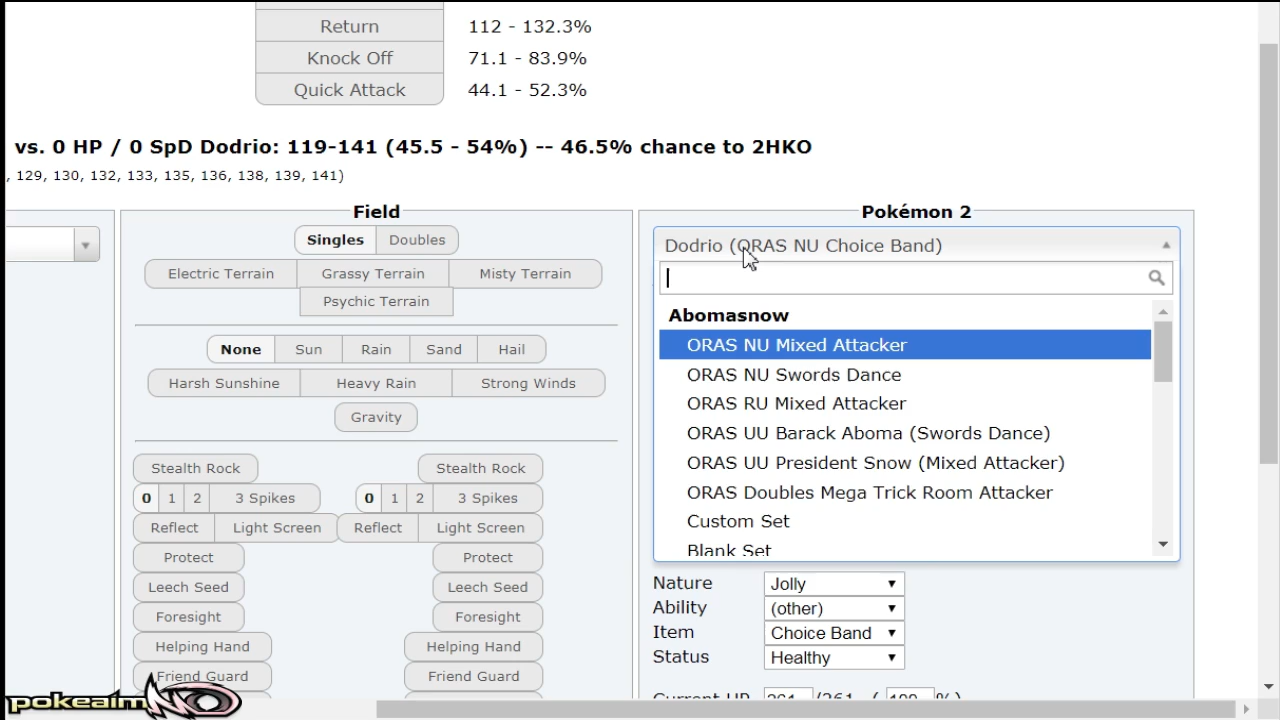 Return 112 - 132.3%
Knock Off 71.1 - 83.9%
Quick Attack 44.1 - 52.3%
vs. 0 HP / 0 SpD Dodrio: 119-141 (45.5 - 54%) -- 46.5% chance to 2HKO
, 129, 130, 132, 133, 135, 136, 138, 139, 141)
Field
Singles Doubles
Electric Terrain Grassy Terrain Misty Terrain
Psychic Terrain
None Sun Rain Sand Hail
Harsh Sunshine Heavy Rain Strong Winds
Gravity
Stealth Rock Stealth Rock
0 1 2 3 Spikes 0 1 2 3 Spikes
Reflect Light Screen Reflect Light Screen
Protect Protect
Leech Seed Leech Seed
Foresight Foresight
Helping Hand Helping Hand
Friend Guard Friend Guard
Pokémon 2
Dodrio (ORAS NU Choice Band)
Abomasnow
ORAS NU Mixed Attacker
ORAS NU Swords Dance
ORAS RU Mixed Attacker
ORAS UU Barack Aboma (Swords Dance)
ORAS UU President Snow (Mixed Attacker)
ORAS Doubles Mega Trick Room Attacker
Custom Set
Blank Set
Nature Jolly
Ability (other)
Item Choice Band
Status Healthy
Current HP 261 /261 ( 100 %)
pokeaimNO